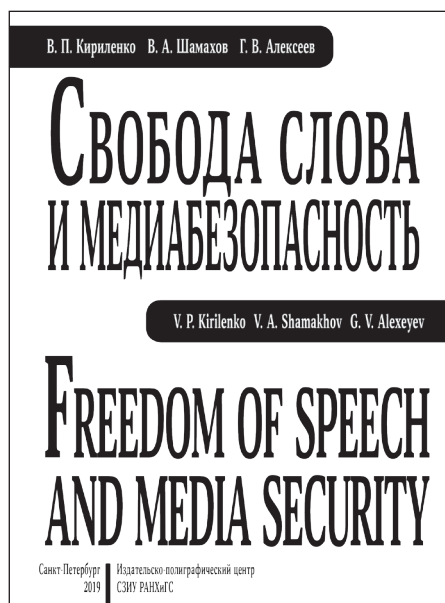 В. П. Кириленко В. А. Шамахов Г. В. Алексеев
СВОБОДА СЛОВА
И МЕДИАБЕЗОПАСНОСТЬ
V. P. Kirilenko V. A. Shamakhov G. V. Alexeyev
FREEDOM OF SPEECH
AND MEDIA SECURITY
Санкт-Петербург
2019
Издательско-полиграфический центр
СЗИУ РАНХиГС